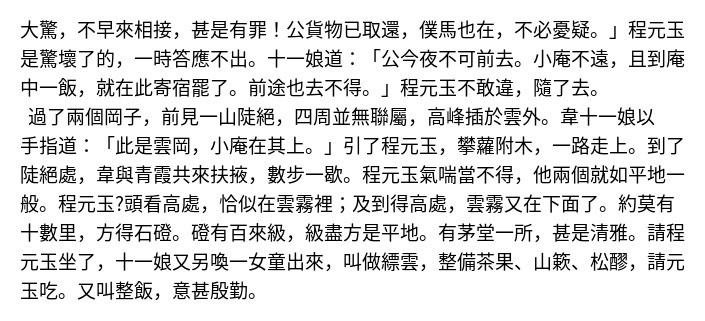 大驚，不早來相接，甚是有罪！公貨物已取還，僕馬也在，不必憂疑。」程元玉
是驚壞了的，一時答應不出。十一娘道：「公今夜不可前去。小庵不遠，且到庵
中一飯，就在此寄宿罷了。前途也去不得。」程元玉不敢違，隨了去。
過了兩個岡子，前見一山陡絕，四周並無聯屬，高峰插於雲外。韋十一娘以
手指道：「此是雲岡，小庵在其上。」引了程元玉，攀蘿附木，一路走上。到了
陡絕處，韋與青霞共來扶掖，數步一歇。程元玉氣喘當不得，他兩個就如平地一
般。程元玉?頭看高處，恰似在雲霧裡；及到得高處，雲霧又在下面了。約莫有
十數里，方得石磴。磴有百來級，級盡方是平地。有茅堂一所，甚是清雅。請程
元玉坐了，十一娘又另喚一女童出來，叫做縹雲，整備茶果、山簌、松醪，請元
玉吃。又叫整飯，意甚殷勤。